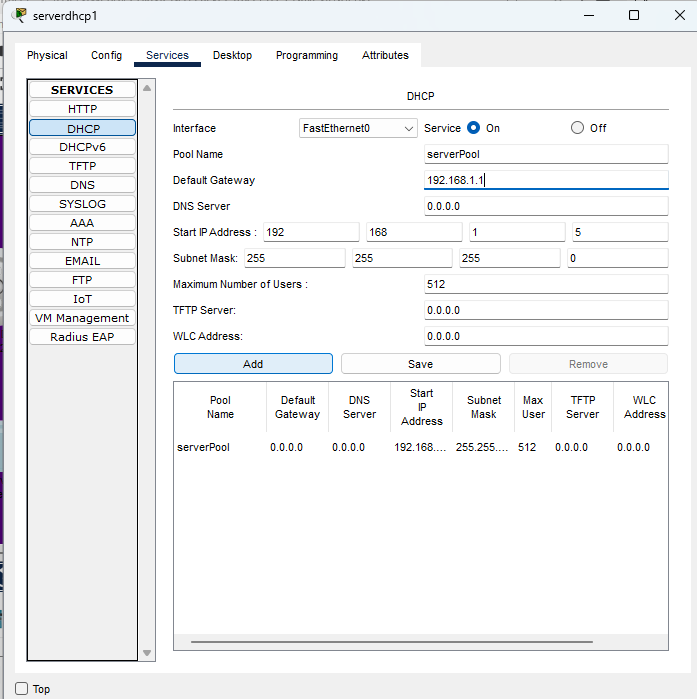 serverdhcp1
Physical Config Services Desktop Programming Attributes
SERVICES
HTTP
DHCP
DHCPv6
TFTP
DNS
SYSLOG
AAA
NTP
EMAIL
FTP
IoT
VM Management
Radius EAP
DHCP
Interface FastEthernet0 Service On Off
Pool Name serverPool
Default Gateway 192.168.1.1
DNS Server 0.0.0.0
Start IP Address : 192 168 1 5
Subnet Mask: 255 255 255 0
Maximum Number of Users : 512
TFTP Server: 0.0.0.0
WLC Address: 0.0.0.0
Add Save Remove
Pool Name Default Gateway DNS Server Start IP Address Subnet Mask Max User TFTP Server WLC Address
serverPool 0.0.0.0 0.0.0.0 192.168.... 255.255.... 512 0.0.0.0 0.0.0.0
Top